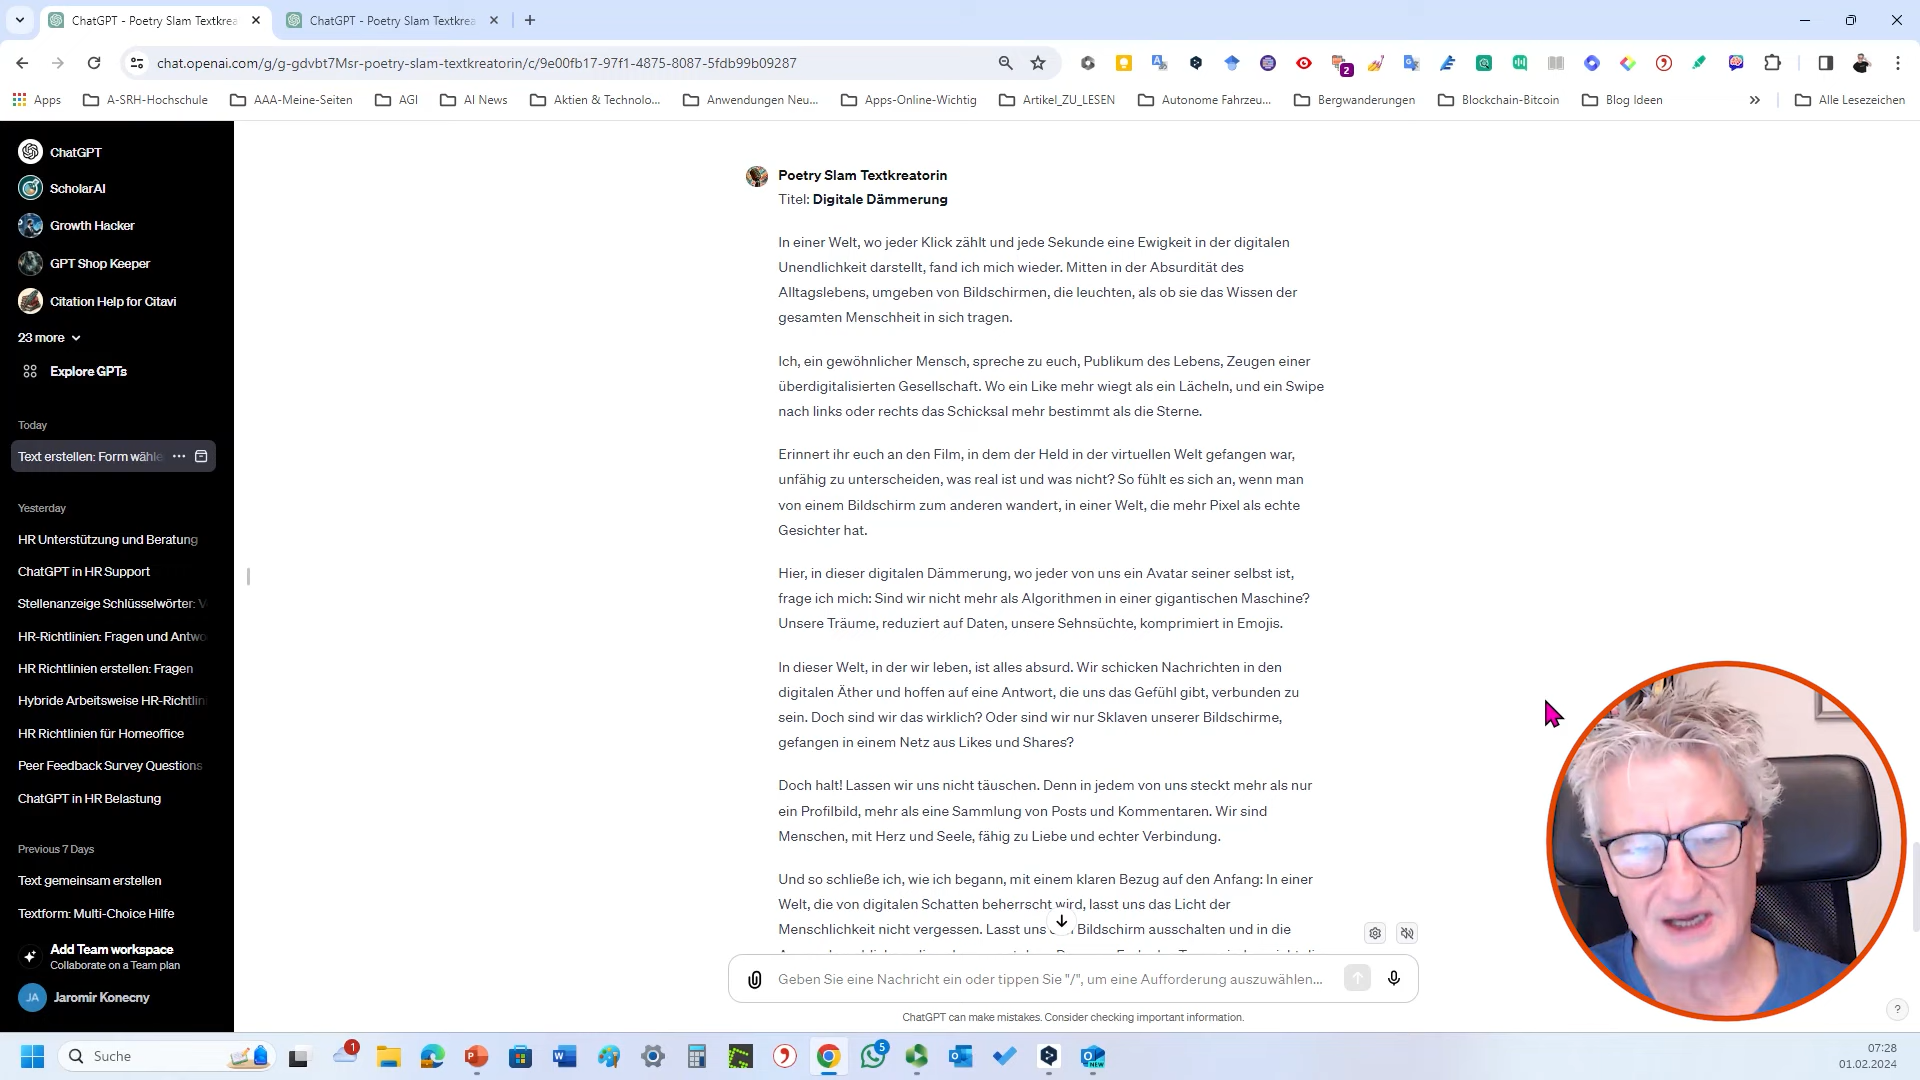 ChatGPT - Poetry Slam Textkrea
ChatGPT - Poetry Slam Textkrea
chat.openai.com/g/g-gdvbt7Msr-poetry-slam-textkreatorin/c/9e00fb17-97f1-4875-8087-5fdb99b09287
2
Apps
A-SRH-Hochschule
AAA-Meine-Seiten
AGI
AI News
Aktien & Technolo...
Anwendungen Neu...
Apps-Online-Wichtig
Artikel_ZU_LESEN
Autonome Fahrzeu...
Bergwanderungen
Blockchain-Bitcoin
Blog Ideen
Alle Lesezeichen
ChatGPT
ScholarAI
Growth Hacker
GPT Shop Keeper
Citation Help for Citavi
23 more
Explore GPTs
Today
Text erstellen: Form wähle
Yesterday
HR Unterstützung und Beratung
ChatGPT in HR Support
Stellenanzeige Schlüsselwörter: V
HR-Richtlinien: Fragen und Antwo
HR Richtlinien erstellen: Fragen
Hybride Arbeitsweise HR-Richtlin
HR Richtlinien für Homeoffice
Peer Feedback Survey Questions
ChatGPT in HR Belastung
Previous 7 Days
Text gemeinsam erstellen
Textform: Multi-Choice Hilfe
Add Team workspace
Collaborate on a Team plan
JA
Jaromir Konecny
Poetry Slam Textkreatorin
Titel: Digitale Dämmerung
In einer Welt, wo jeder Klick zählt und jede Sekunde eine Ewigkeit in der digitalen
Unendlichkeit darstellt, fand ich mich wieder. Mitten in der Absurdität des
Alltagslebens, umgeben von Bildschirmen, die leuchten, als ob sie das Wissen der
gesamten Menschheit in sich tragen.
Ich, ein gewöhnlicher Mensch, spreche zu euch, Publikum des Lebens, Zeugen einer
überdigitalisierten Gesellschaft. Wo ein Like mehr wiegt als ein Lächeln, und ein Swipe
nach links oder rechts das Schicksal mehr bestimmt als die Sterne.
Erinnert ihr euch an den Film, in dem der Held in der virtuellen Welt gefangen war,
unfähig zu unterscheiden, was real ist und was nicht? So fühlt es sich an, wenn man
von einem Bildschirm zum anderen wandert, in einer Welt, die mehr Pixel als echte
Gesichter hat.
Hier, in dieser digitalen Dämmerung, wo jeder von uns ein Avatar seiner selbst ist,
frage ich mich: Sind wir nicht mehr als Algorithmen in einer gigantischen Maschine?
Unsere Träume, reduziert auf Daten, unsere Sehnsüchte, komprimiert in Emojis.
In dieser Welt, in der wir leben, ist alles absurd. Wir schicken Nachrichten in den
digitalen Äther und hoffen auf eine Antwort, die uns das Gefühl gibt, verbunden zu
sein. Doch sind wir das wirklich? Oder sind wir nur Sklaven unserer Bildschirme,
gefangen in einem Netz aus Likes und Shares?
Doch halt! Lassen wir uns nicht täuschen. Denn in jedem von uns steckt mehr als nur
ein Profilbild, mehr als eine Sammlung von Posts und Kommentaren. Wir sind
Menschen, mit Herz und Seele, fähig zu Liebe und echter Verbindung.
Und so schließe ich, wie ich begann, mit einem klaren Bezug auf den Anfang: In einer
Welt, die von digitalen Schatten beherrscht wird, lasst uns das Licht der
Menschlichkeit nicht vergessen. Lasst uns Bildschirm ausschalten und in die
Geben Sie eine Nachricht ein oder tippen Sie "/", um eine Aufforderung auszuwählen...
ChatGPT can make mistakes. Consider checking important information.
?
Suche
1
5
07:28
01.02.2024